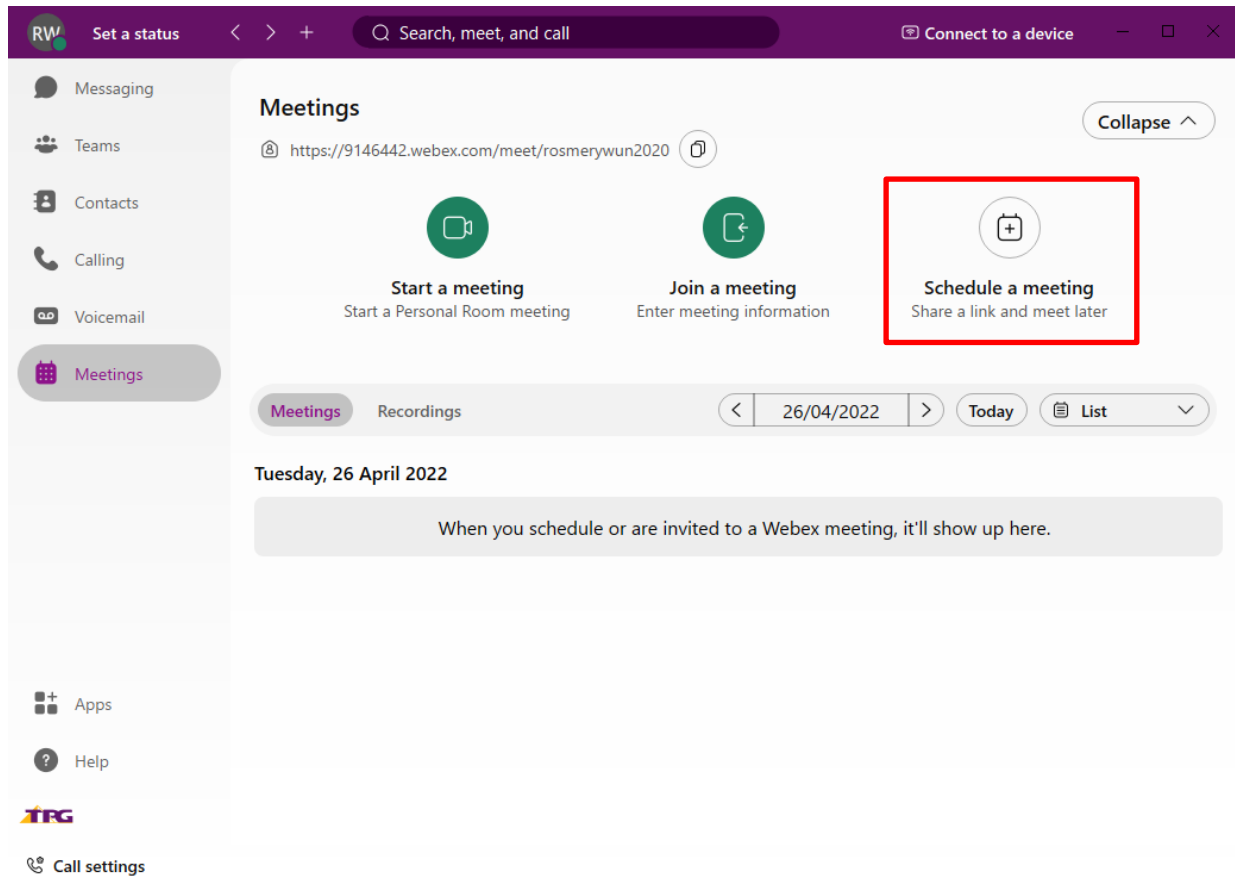 RW Set a status Search, meet, and call Connect to a device
Messaging
Teams
Contacts
Calling
Voicemail
Meetings
Apps
Help
TPG
Call settings
Meetings
Collapse
https://9146442.webex.com/meet/rosmerywun2020
Start a meeting
Start a Personal Room meeting
Join a meeting
Enter meeting information
Schedule a meeting
Share a link and meet later
Meetings Recordings 26/04/2022 Today List
Tuesday, 26 April 2022
When you schedule or are invited to a Webex meeting, it'll show up here.